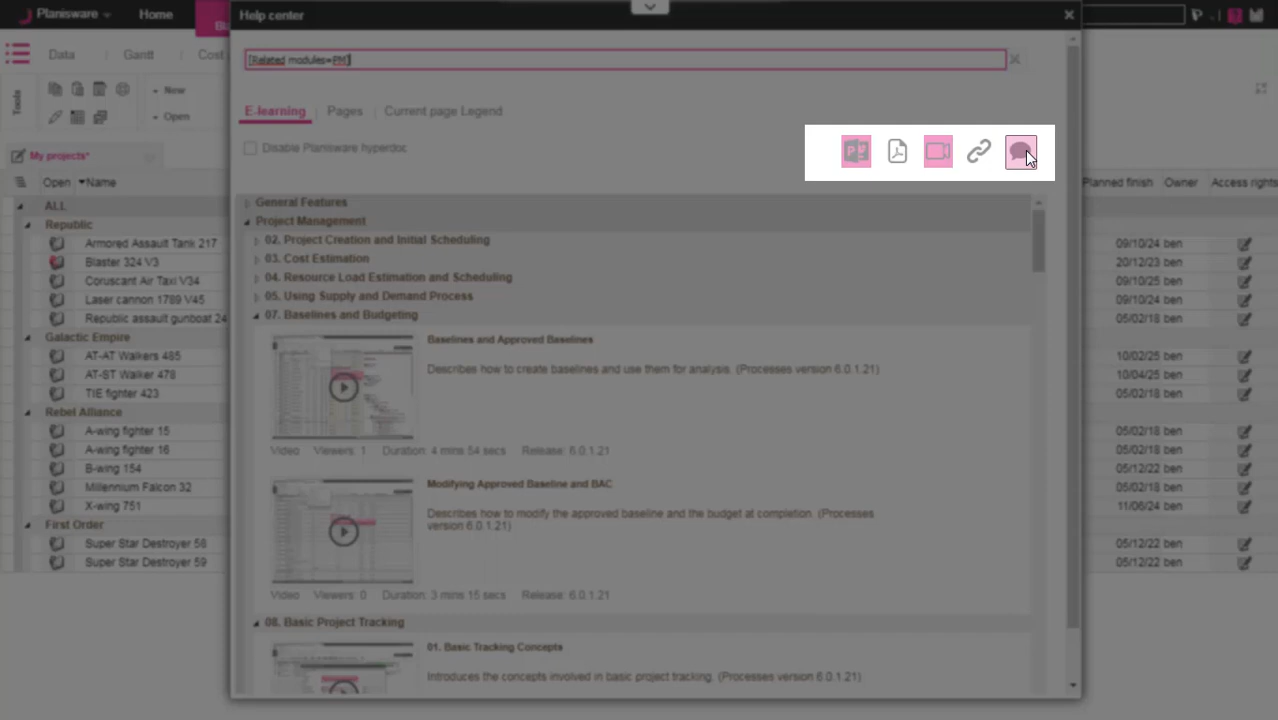 Planisware
Home
Help center
Data
Gantt
Cost
[Related modules=PM]
Tools
New
Open
E-learning
Pages
Current page Legend
Disable Planisware hyperdoc
My projects*
Open
Name
Planned finish
Owner
Access rights
ALL
Republic
Armored Assault Tank 217
09/10/24 ben
Blaster 324 V3
20/12/23 ben
Coruscant Air Taxi V34
09/10/25 ben
Laser cannon 1789 V45
09/10/24 ben
Republic assault gunboat 24
05/02/18 ben
Galactic Empire
AT-AT Walkers 485
10/02/25 ben
AT-ST Walker 478
10/04/25 ben
TIE fighter 423
05/02/18 ben
Rebel Alliance
A-wing fighter 15
05/02/18 ben
A-wing fighter 16
05/02/18 ben
B-wing 154
05/12/22 ben
Millennium Falcon 32
05/02/18 ben
X-wing 751
11/06/24 ben
First Order
Super Star Destroyer 58
05/12/22 ben
Super Star Destroyer 59
05/12/22 ben
General Features
Project Management
02. Project Creation and Initial Scheduling
03. Cost Estimation
04. Resource Load Estimation and Scheduling
05. Using Supply and Demand Process
07. Baselines and Budgeting
Baselines and Approved Baselines
Describes how to create baselines and use them for analysis. (Processes version 6.0.1.21)
Video Viewers: 1 Duration: 4 mins 54 secs Release: 6.0.1.21
Modifying Approved Baseline and BAC
Describes how to modify the approved baseline and the budget at completion. (Processes
version 6.0.1.21)
Video Viewers: 0 Duration: 3 mins 15 secs Release: 6.0.1.21
08. Basic Project Tracking
01. Basic Tracking Concepts
Introduces the concepts involved in basic project tracking. (Processes version 6.0.1.21)